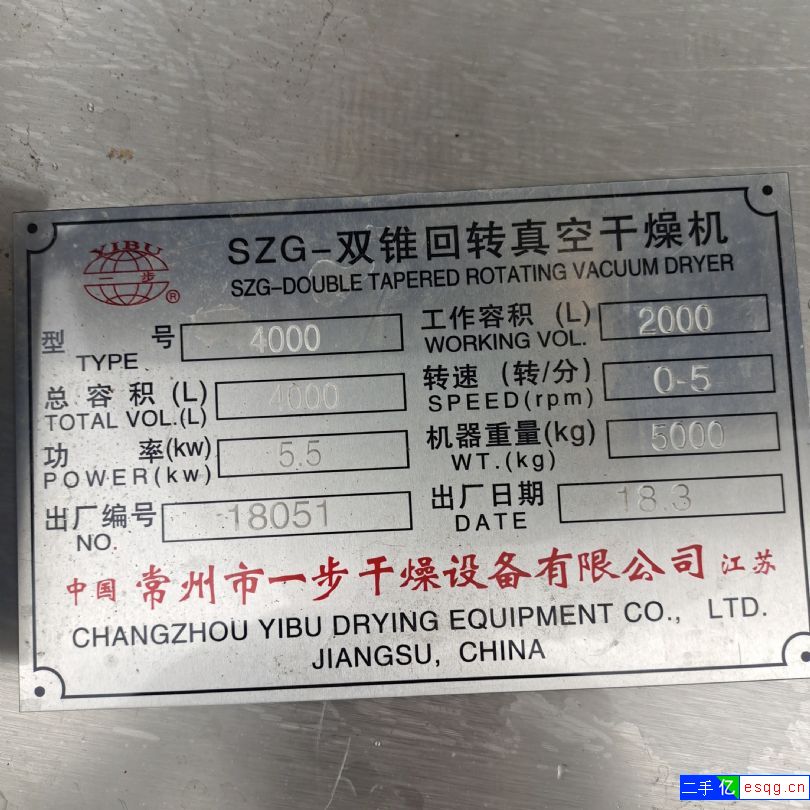 YIBU
一步
®
SZG-双锥回转真空干燥机
SZG-DOUBLE TAPERED ROTATING VACUUM DRYER
型 号 4000
TYPE
工作容积 (L) 2000
WORKING VOL.
总容积 (L) 4000
TOTAL VOL.(L)
转速 (转/分) 0-5
SPEED(rpm)
功 率(kw) 5.5
POWER(kw)
机器重量(kg) 5000
WT.(kg)
出厂编号 18051
NO.
出厂日期 18.3
DATE
中国 常州市一步干燥设备有限公司 江苏
CHANGZHOU YIBU DRYING EQUIPMENT CO., LTD.
JIANGSU, CHINA
二手亿 esqg.cn